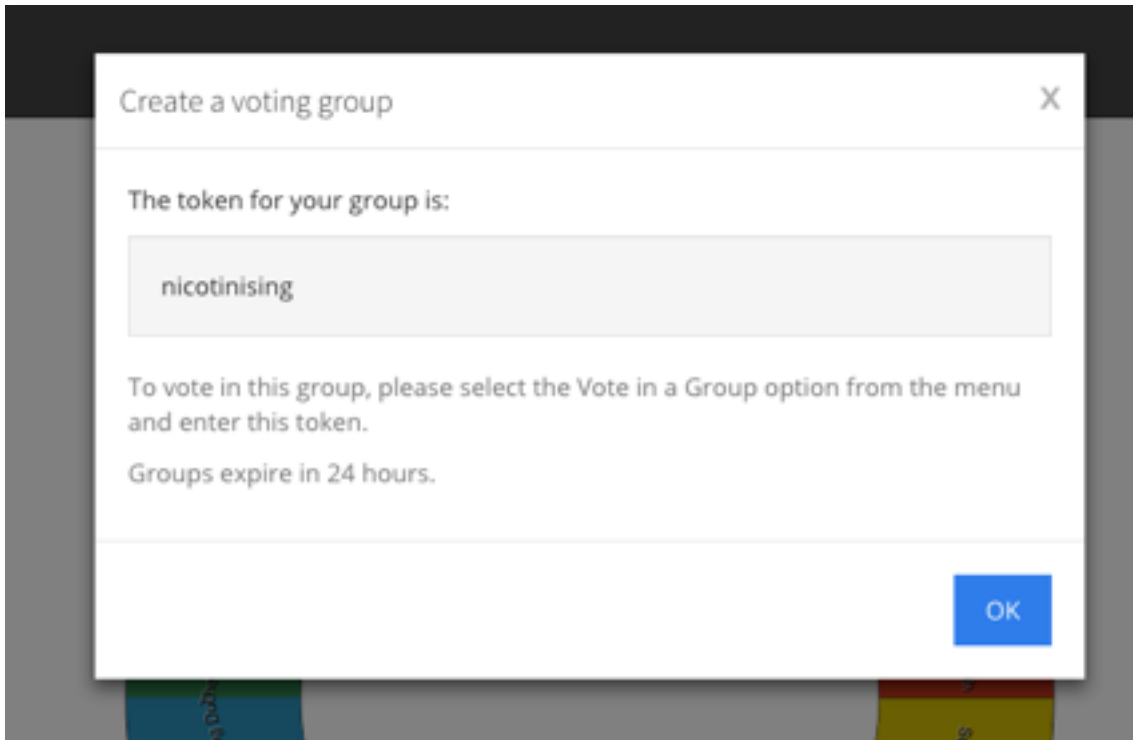 Create a voting group
X
The token for your group is:
nicotinising
To vote in this group, please select the Vote in a Group option from the menu
and enter this token.
Groups expire in 24 hours.
OK